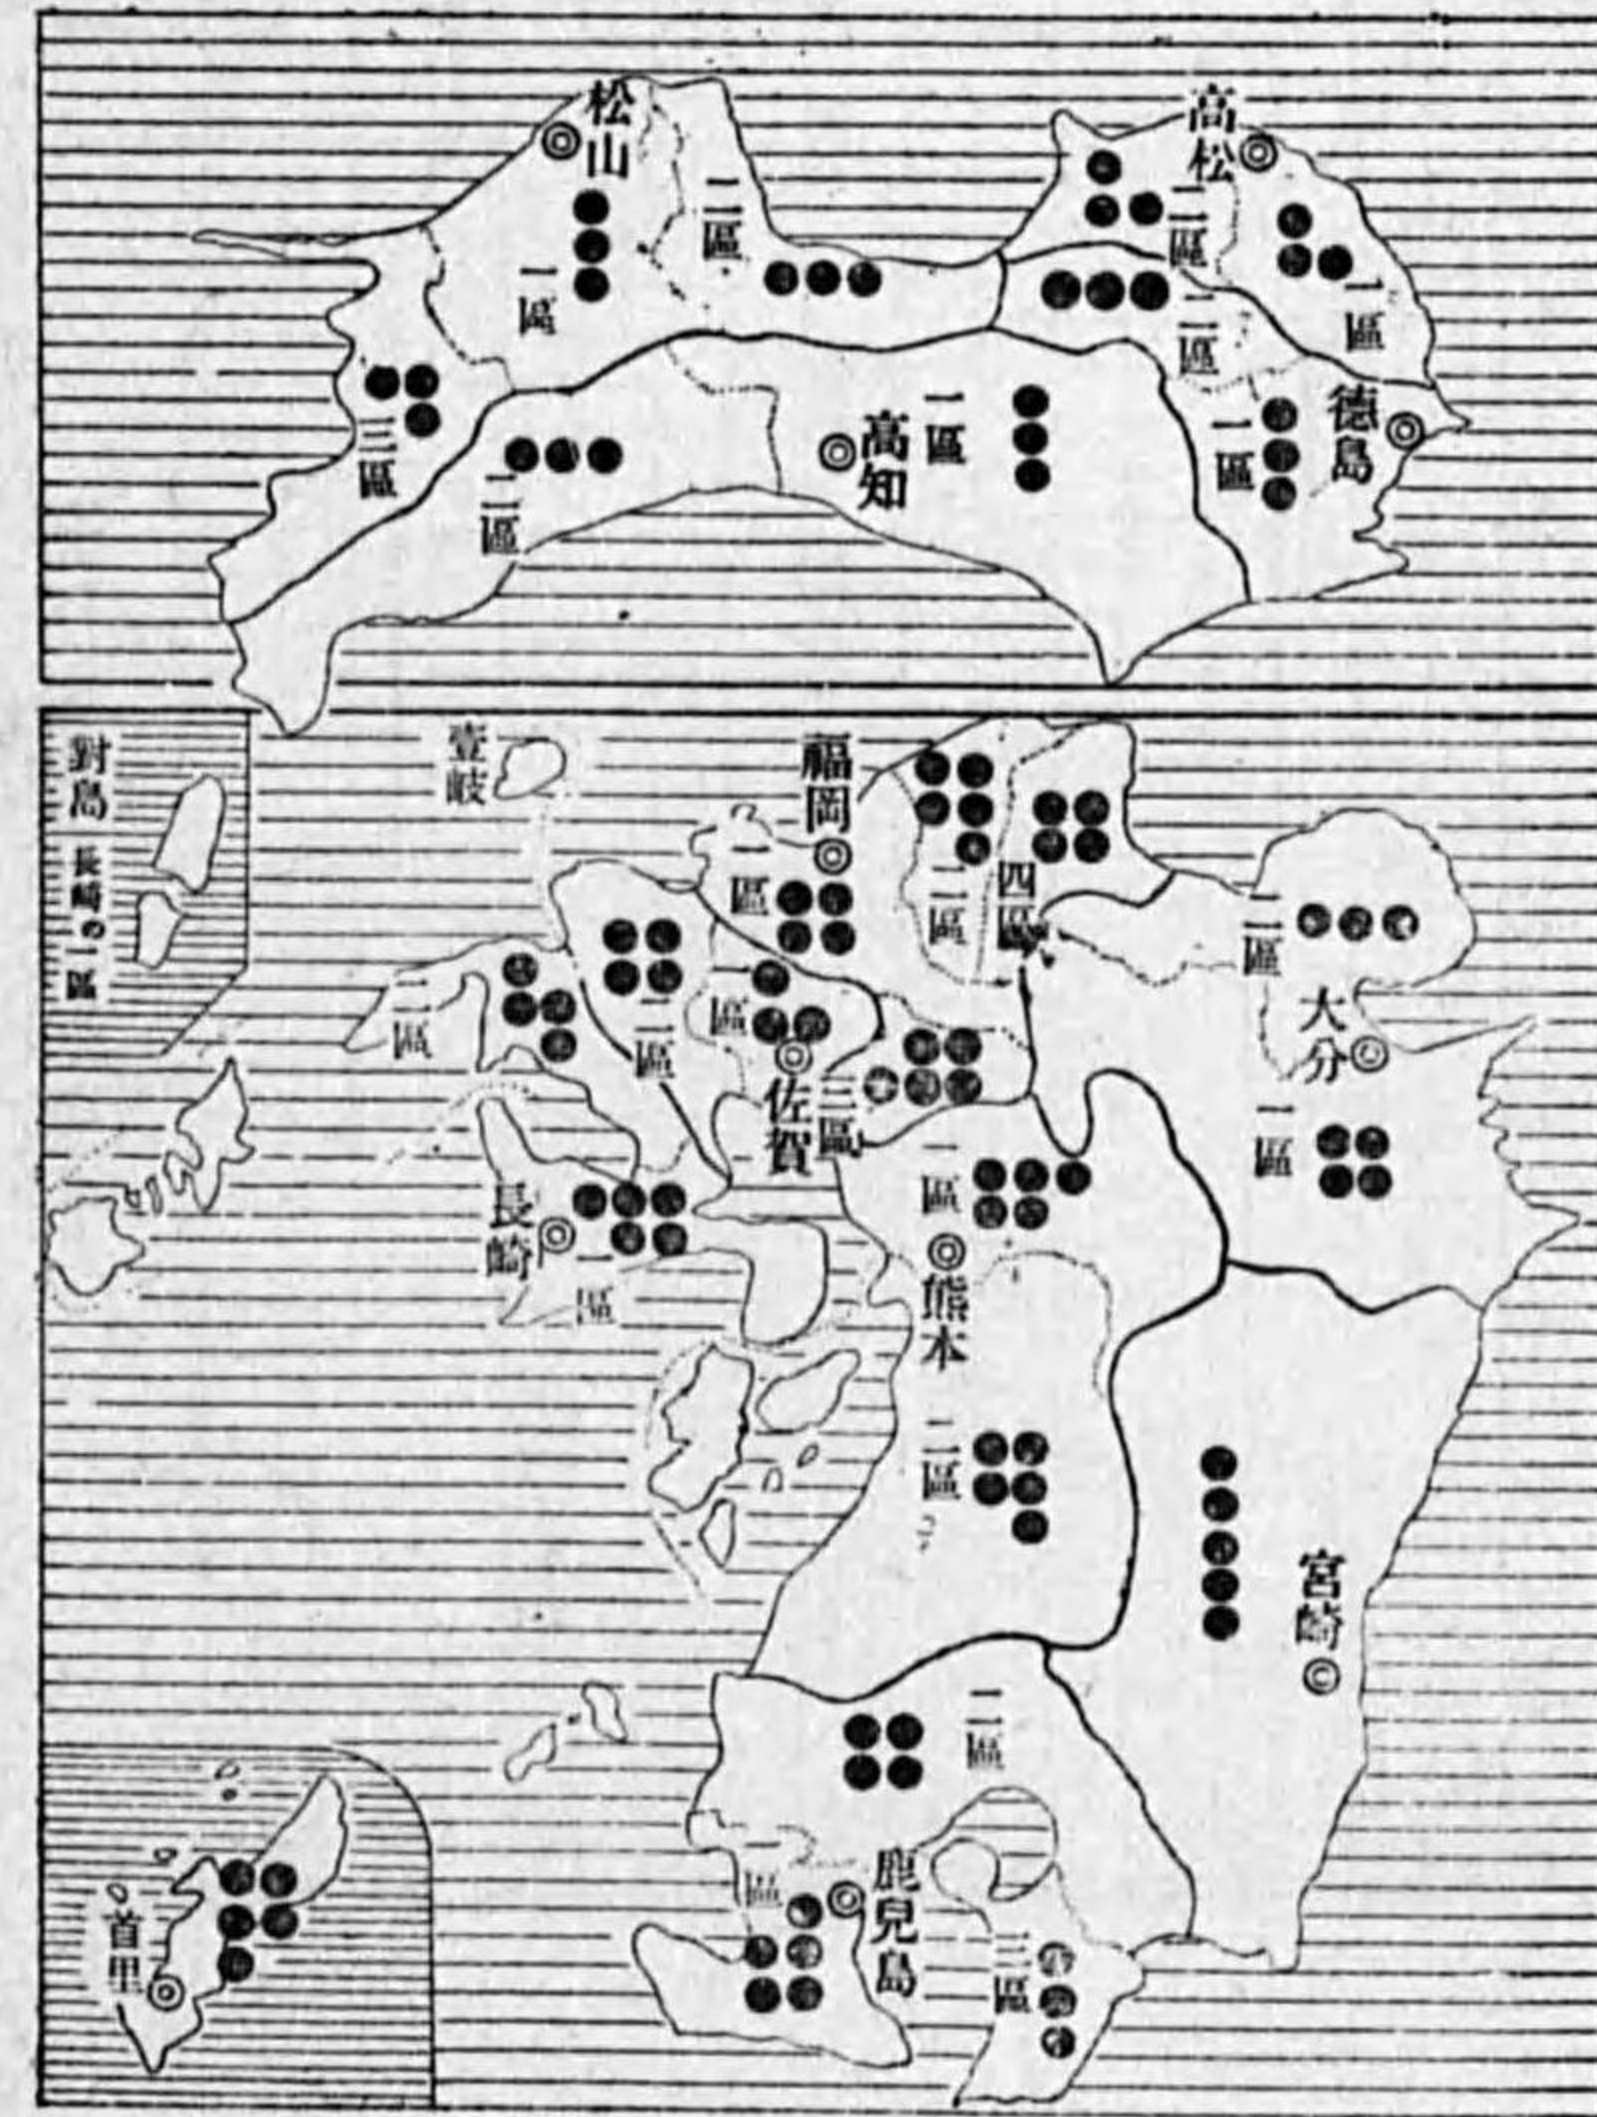 高松
一區
二區
徳島
一區
二區
高知
一區
二區
松山
一區
二區
三區
福岡
一區
二區
三區
四區
大分
一區
二區
佐賀
一區
二區
長崎
一區
二區
壹岐
對島
長崎の一區
熊本
一區
二區
宮崎
鹿兒島
一區
二區
三區
首里